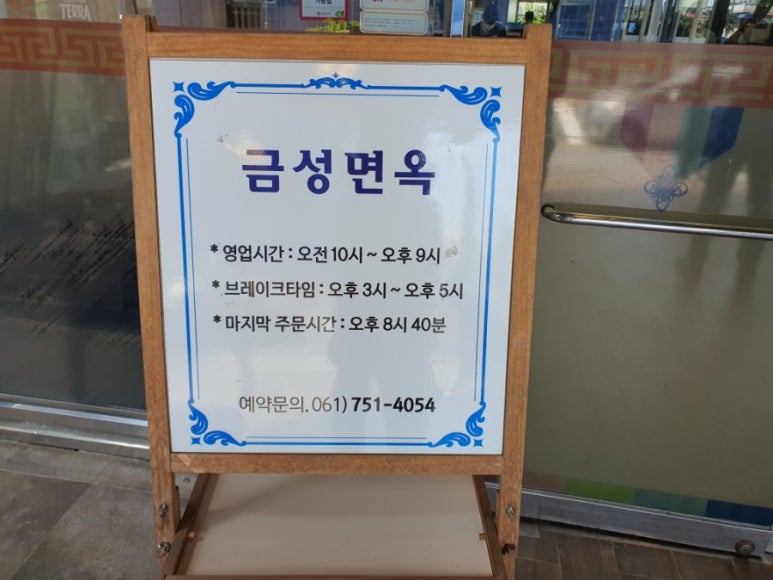 TERRA
금성면옥
* 영업시간 : 오전 10시 ~ 오후 9시
* 브레이크타임 : 오후 3시 ~ 오후 5시
* 마지막 주문시간 : 오후 8시 40분
예약문의. 061) 751-4054